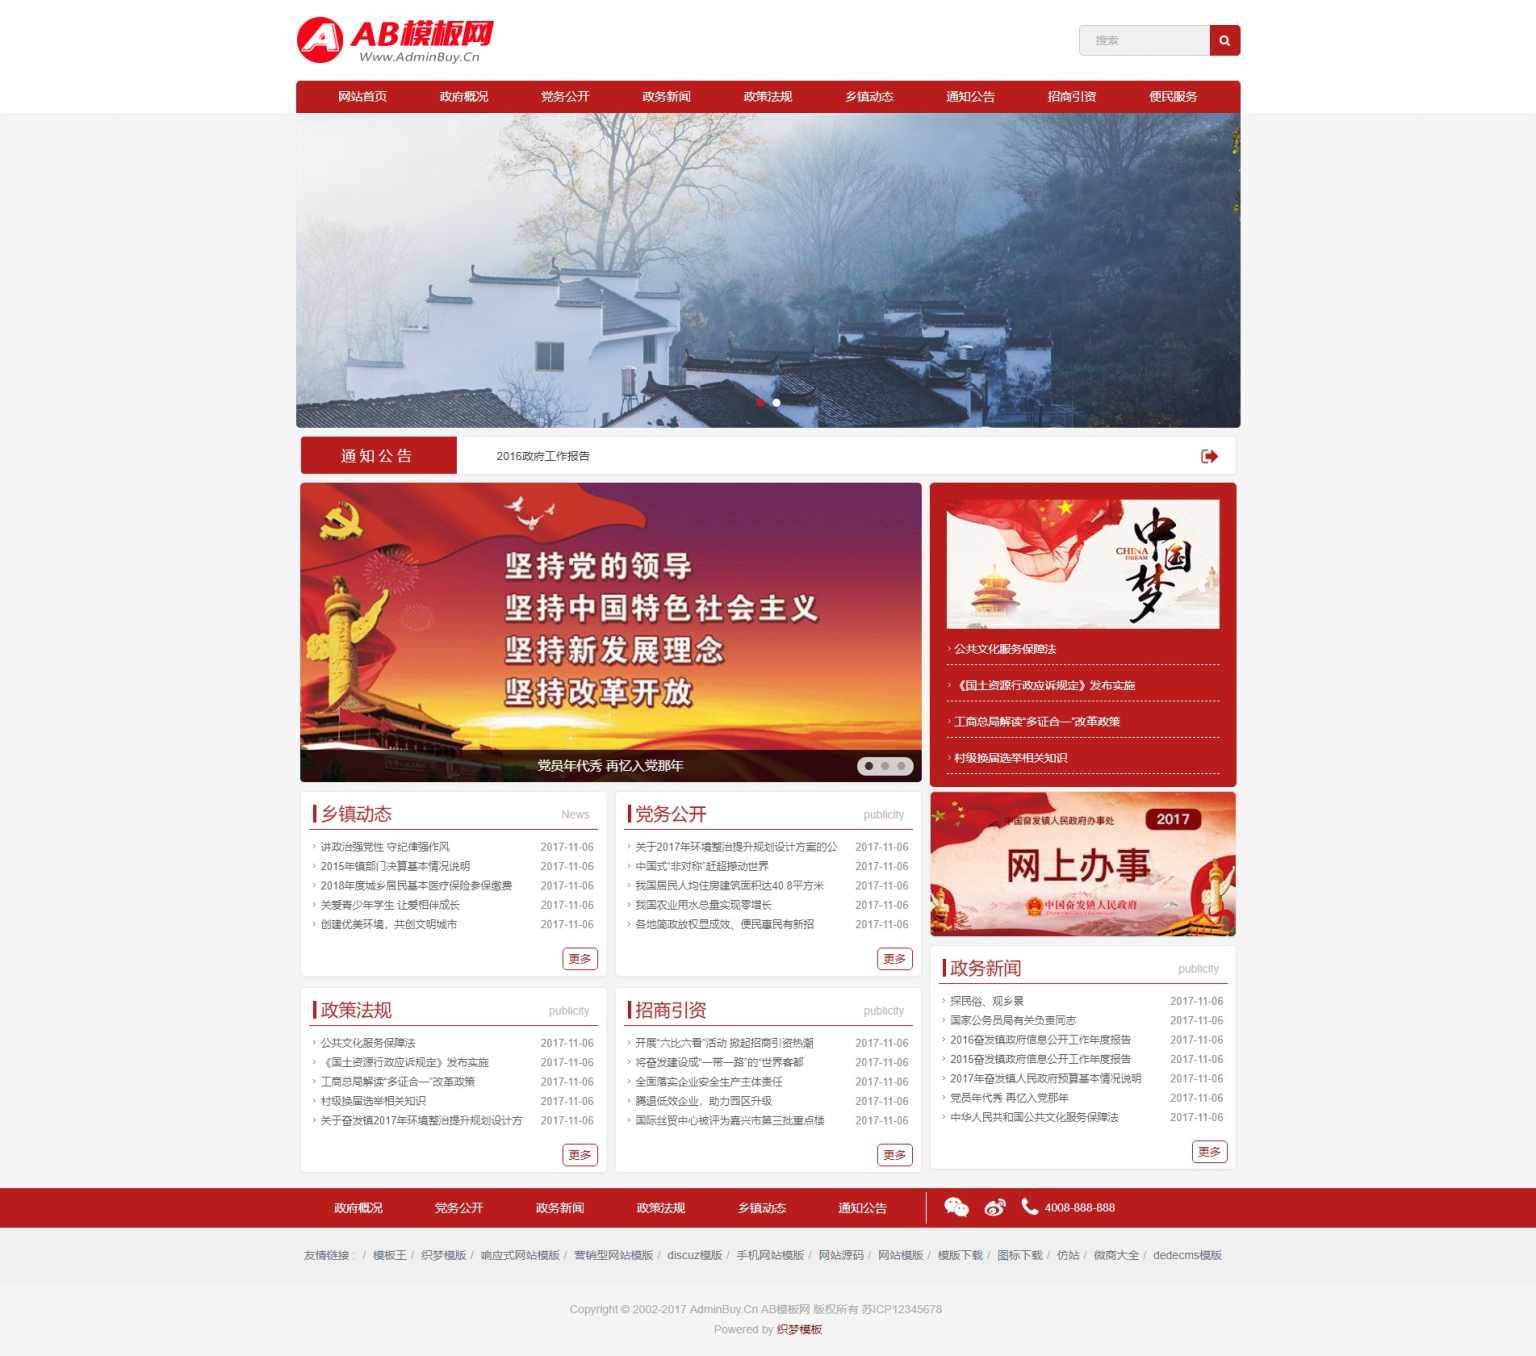 AB模板网
Www.AdminBuy.Cn
搜索
网站首页 政府概况 党务公开 政务新闻 政策法规 乡镇动态 通知公告 招商引资 便民服务
通知公告 2016政府工作报告
坚持党的领导
坚持中国特色社会主义
坚持新发展理念
坚持改革开放
党员年代秀 再忆入党那年
中国梦
CHINA
DREAM
公共文化服务保障法
《国土资源行政应诉规定》发布实施
工商总局解读“多证合一”改革政策
村级换届选举相关知识
乡镇动态 News
讲政治强党性 守纪律强作风 2017-11-06
2015年镇部门决算基本情况说明 2017-11-06
2018年度城乡居民基本医疗保险参保缴费 2017-11-06
关爱青少年学生 让爱相伴成长 2017-11-06
创建优美环境，共创文明城市 2017-11-06
更多
党务公开 publicity
关于2017年环境整治提升规划设计方案的公 2017-11-06
中国式“非对称”赶超撼动世界 2017-11-06
我国居民人均住房建筑面积达40.8平方米 2017-11-06
我国农业用水总量实现零增长 2017-11-06
各地简政放权显成效、便民惠民有新招 2017-11-06
更多
中国奋发镇人民政府办事处 2017
网上办事
中国奋发镇人民政府
政策法规 publicity
公共文化服务保障法 2017-11-06
《国土资源行政应诉规定》发布实施 2017-11-06
工商总局解读“多证合一”改革政策 2017-11-06
村级换届选举相关知识 2017-11-06
关于奋发镇2017年环境整治提升规划设计方 2017-11-06
更多
招商引资 publicity
开展“六比六看”活动 掀起招商引资热潮 2017-11-06
将奋发建设成“一带一路”的“世界客都 2017-11-06
全面落实企业安全生产主体责任 2017-11-06
腾退低效企业，助力园区升级 2017-11-06
国际丝贸中心被评为嘉兴市第三批重点楼 2017-11-06
更多
政务新闻 publicity
探民俗、观乡景 2017-11-06
国家公务员局有关负责同志 2017-11-06
2016奋发镇政府信息公开工作年度报告 2017-11-06
2015奋发镇政府信息公开工作年度报告 2017-11-06
2017年奋发镇人民政府预算基本情况说明 2017-11-06
党员年代秀 再忆入党那年 2017-11-06
中华人民共和国公共文化服务保障法 2017-11-06
更多
政府概况 党务公开 政务新闻 政策法规 乡镇动态 通知公告 4008-888-888
友情链接： / 模板王 / 织梦模版 / 响应式网站模版 / 营销型网站模版 / discuz模版 / 手机网站模版 / 网站源码 / 网站模版 / 模版下载 / 图标下载 / 仿站 / 微商大全 / dedecms模版
Copyright © 2002-2017 AdminBuy.Cn AB模板网 版权所有 苏ICP12345678
Powered by 织梦模板